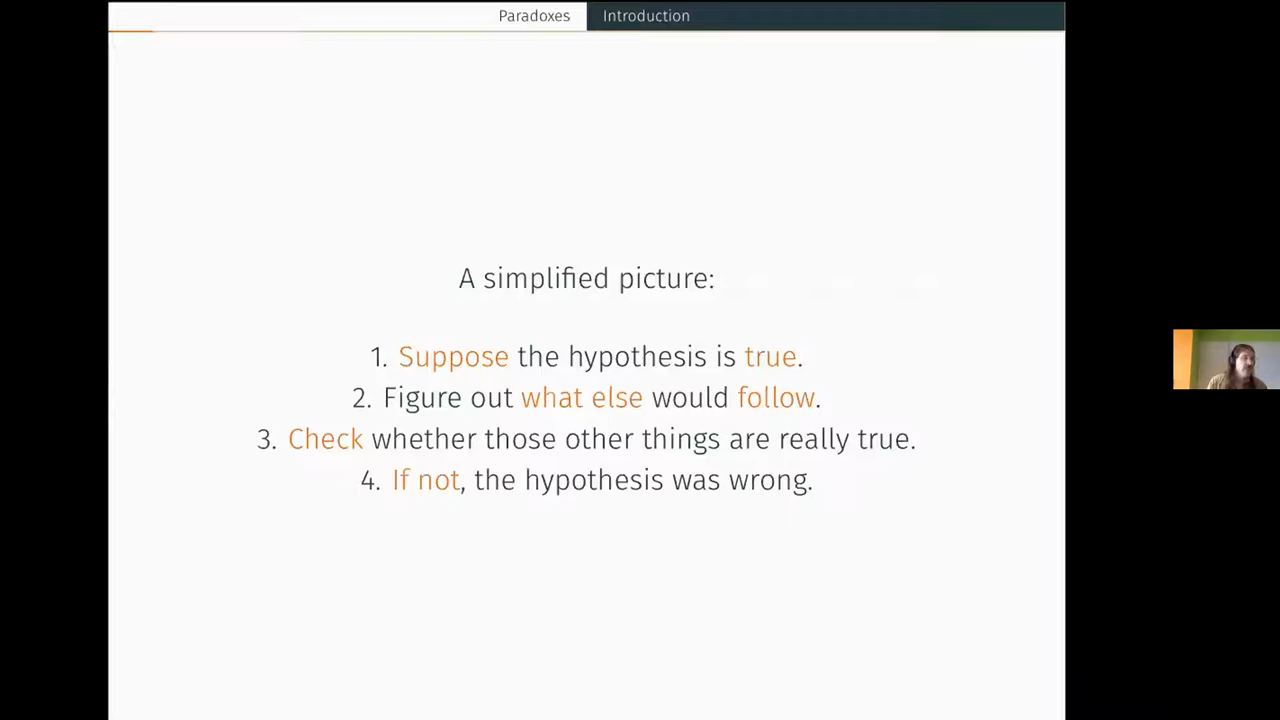 Paradoxes Introduction
A simplified picture:
1. Suppose the hypothesis is true.
2. Figure out what else would follow.
3. Check whether those other things are really true.
4. If not, the hypothesis was wrong.